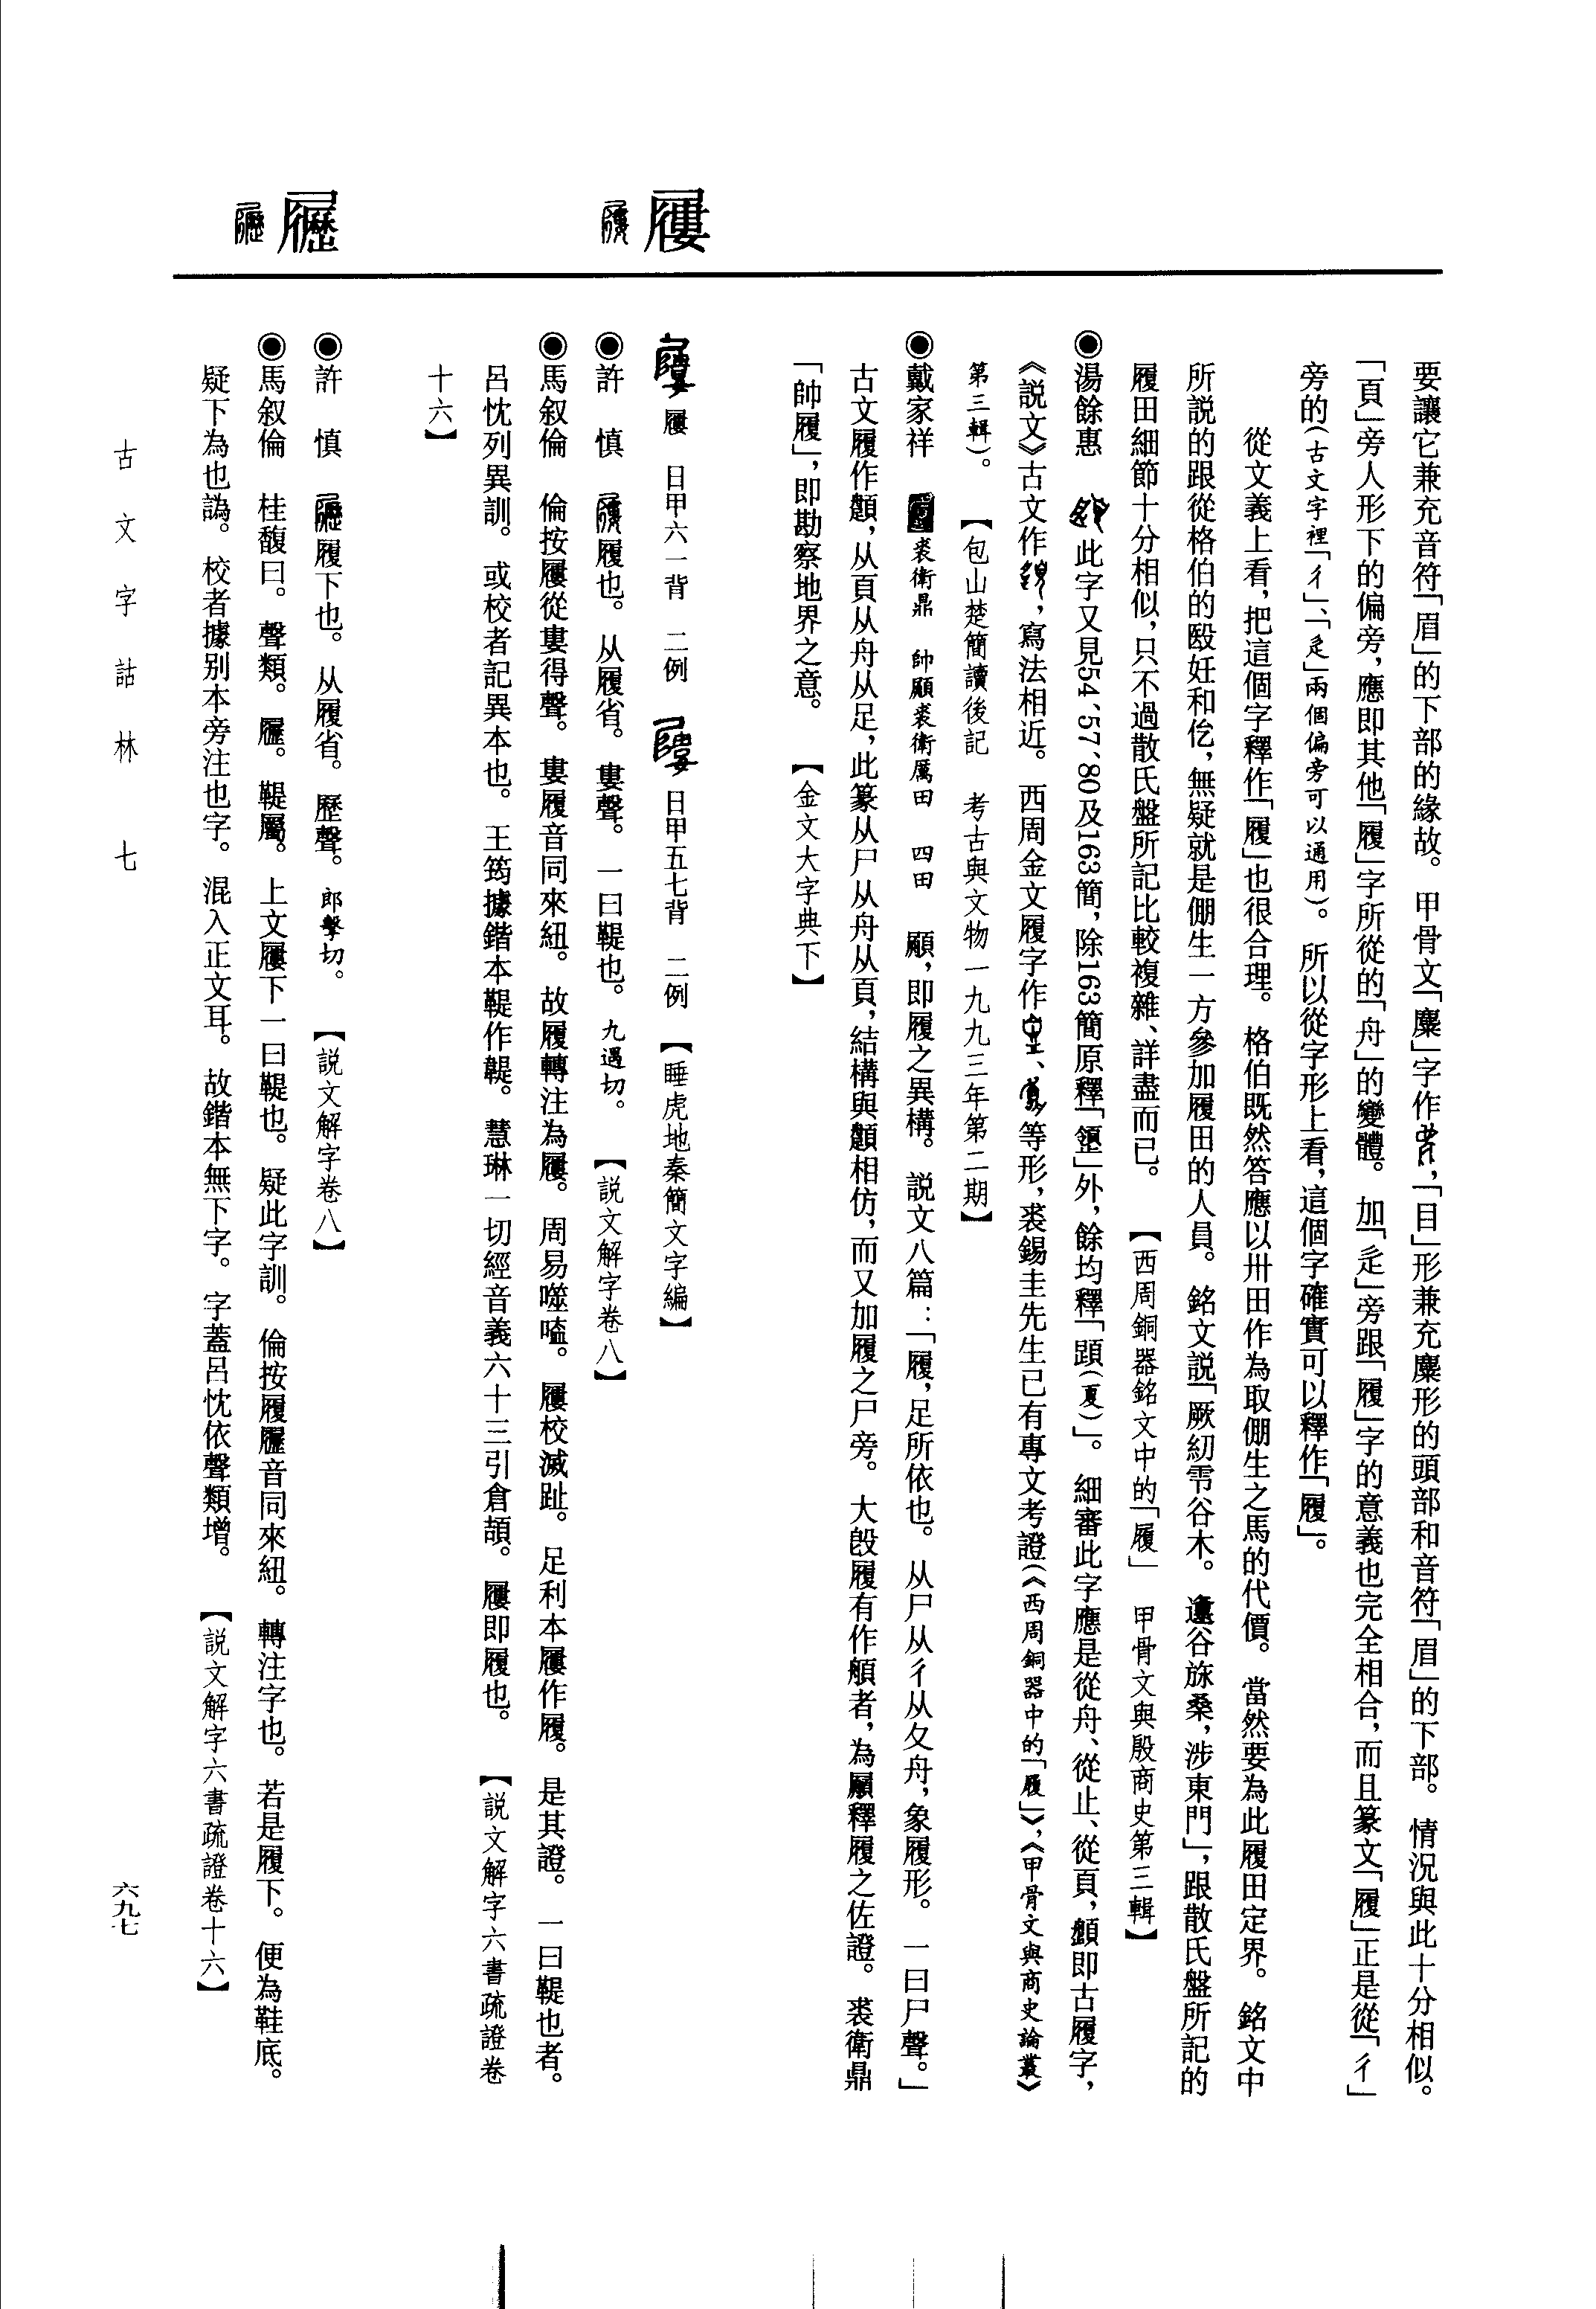 屨
𡳐
要讓它兼充音符「眉」的下部的緣故。甲骨文「麋」字作,「目」形兼充麋形的頭部和音符「眉」的下部。情況與此十分相似。
「頁」旁人形下的偏旁,應即其他「履」字所從的「舟」的變體。加「辵」旁跟「履」字的意義也完全相合,而且篆文「履」正是從「彳」
旁的(古文字裡「彳」、「辵」兩個偏旁可以通用)。所以從字形上看,這個字確實可以釋作「履」。
從文義上看,把這個字釋作「履」也很合理。格伯既然答應以卅田作為取倗生之馬的代價。當然要為此履田定界。銘文中
所說的跟從格伯的殹妊和仡,無疑就是倗生一方參加履田的人員。銘文説「厥紉雩谷木。谷旅桑,涉東門」,跟散氏盤所記的
履田細節十分相似,只不過散氏盤所記比較複雜、詳盡而已。【西周銅器銘文中的「履」 甲骨文與殷商史第三輯】
◉湯餘惠 此字又見54、57、80及163簡,除163簡原釋「」外,餘均釋「顕(夏)」。細審此字應是從舟、從止、從頁,即古履字,
《説文》古文作,寫法相近。西周金文履字作、等形,裘錫圭先生已有專文考證(《西周銅器中的「履」》,《甲骨文與商史論叢》
第三輯)。【包山楚簡讀後記 考古與文物一九九三年第二期】
◉戴家祥 裘衛鼎 帥履裘衛厲田 四田 ,即履之異構。説文八篇:「履,足所依也。从尸从彳从夊舟,象履形。一曰尸聲。」
古文履作𩕍,从頁从舟从足,此篆从尸从舟从頁,結構與𩕍相仿,而又加履之尸旁。大𣪘履有作者,為釋履之佐證。裘衛鼎
「帥履」,即勘察地界之意。【金文大字典下】
屨 日甲六一背 二例 日甲五七背 二例【睡虎地秦簡文字編】
◉許 慎 履也。从履省。婁聲。一曰鞮也。九遇切。【説文解字卷八】
◉馬叙倫 倫按屨從婁得聲。婁履音同來紐。故履轉注為屨。周易噬嗑。屨校滅趾。足利本屨作履。是其證。一曰鞮也者。
呂忱列異訓。或校者記異本也。王筠據鍇本鞮作䪘。慧琳一切經音義六十三引倉頡。屨即履也。【説文解字六書疏證卷
十六】
◉許 慎 履下也。从履省。歷聲。郎擊切。【説文解字卷八】
◉馬叙倫 桂馥曰。聲類。𡳐。鞮屬。上文屨下一曰鞮也。疑此字訓。倫按履𡳐音同來紐。轉注字也。若是履下。便為鞋底。
疑下為也譌。校者據别本旁注也字。混入正文耳。故鍇本無下字。字蓋呂忱依聲類增。【説文解字六書疏證卷十六】
古文字詁林 七
六九七